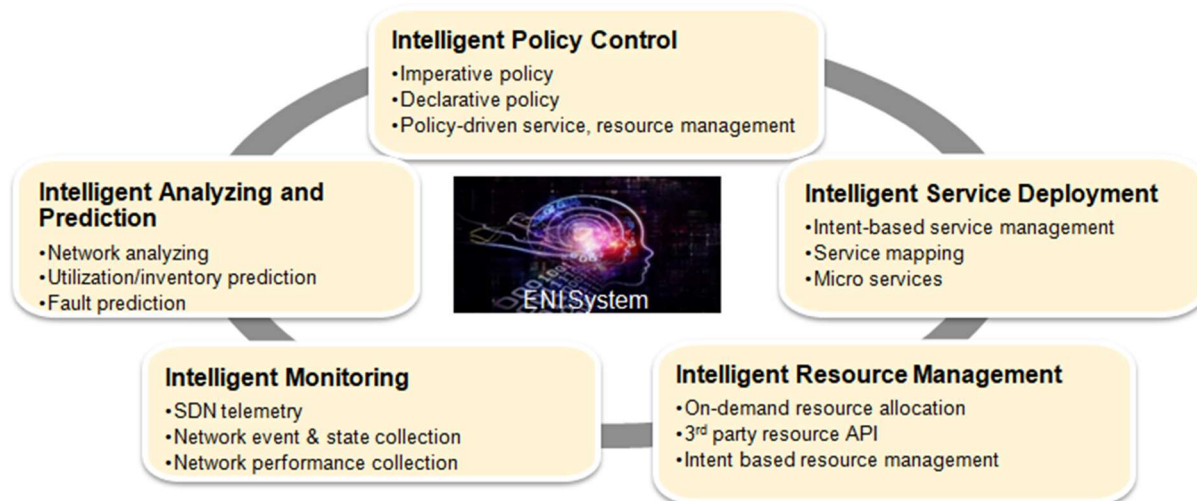 Intelligent Policy Control
•Imperative policy
•Declarative policy
•Policy-driven service, resource management
Intelligent Analyzing and
Prediction
•Network analyzing
•Utilization/inventory prediction
•Fault prediction
ENI System
Intelligent Service Deployment
•Intent-based service management
•Service mapping
•Micro services
Intelligent Monitoring
•SDN telemetry
•Network event & state collection
•Network performance collection
Intelligent Resource Management
•On-demand resource allocation
•3rd party resource API
•Intent based resource management